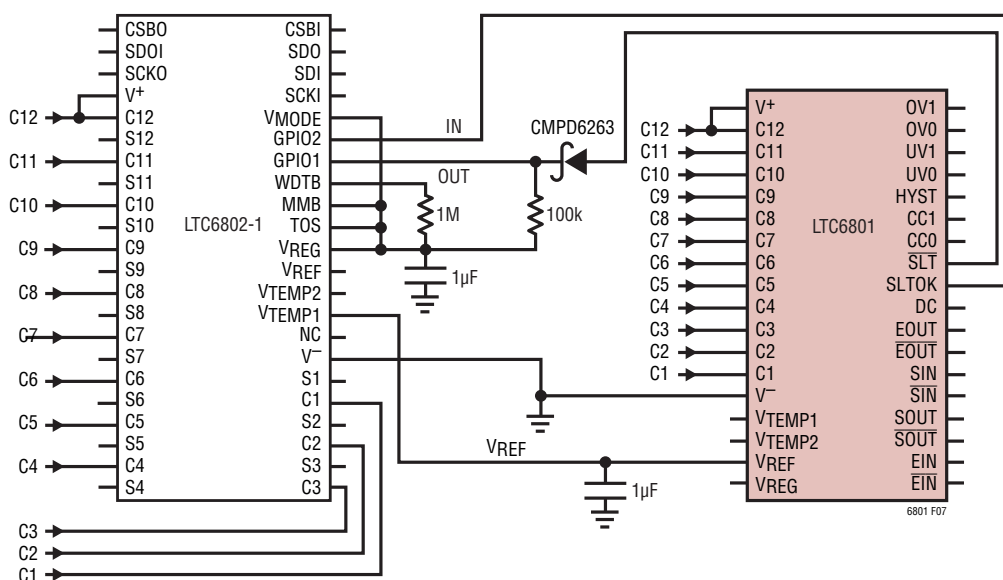 CSBO
CSBI
SDOI
SDO
SCKO
SDI
V+
SCKI
C12
C12
VMODE
S12
GPIO2
IN
C11
C11
GPIO1
CMPD6263
S11
WDTB
OUT
C10
C10
MMB
1M
100k
S10
LTC6802-1
TOS
C9
C9
VREG
S9
VREF
1µF
C8
C8
VTEMP2
S8
VTEMP1
C7
C7
NC
S7
V–
C6
C6
S1
S6
C1
C5
C5
S2
S5
C2
C4
C4
S3
S4
C3
C3
C2
C1
VREF
1µF
V+
OV1
C12
C12
OV0
C11
C11
UV1
C10
C10
UV0
C9
C9
HYST
C8
C8
CC1
LTC6801
C7
C7
CC0
C6
C6
SLT
C5
C5
SLTOK
C4
C4
DC
C3
C3
EOUT
C2
C2
EOUT
C1
C1
SIN
V–
SIN
VTEMP1
SOUT
VTEMP2
SOUT
VREF
EIN
VREG
EIN
6801 F07